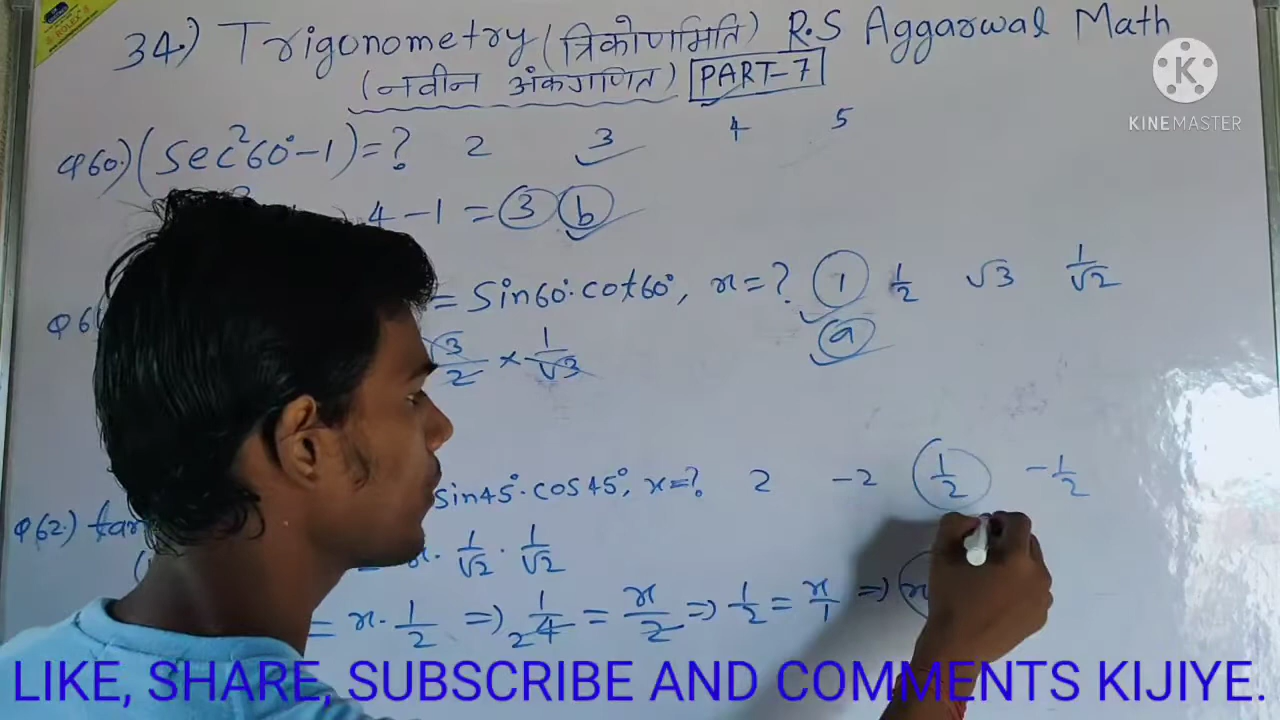 34.) Trigonometry (त्रिकोणमिति) R.S Aggarwal Math
(नवीन अंकगणित) PART-7
KINEMASTER
Q60.) (Sec²60°-1)=? 2 3 4 5
4-1 = 3 b
= Sin60°·cot60°, x=? 1 1/2 √3 1/√2
a
√3/2 × 1/√3
Q62.) tan sin45°·cos45°, x=? 2 -2 1/2 -1/2
x· 1/√2 · 1/√2
= x· 1/2 => 1/4 = x/2 => 1/2 = x/1 => x
LIKE, SHARE, SUBSCRIBE AND COMMENTS KIJIYE.